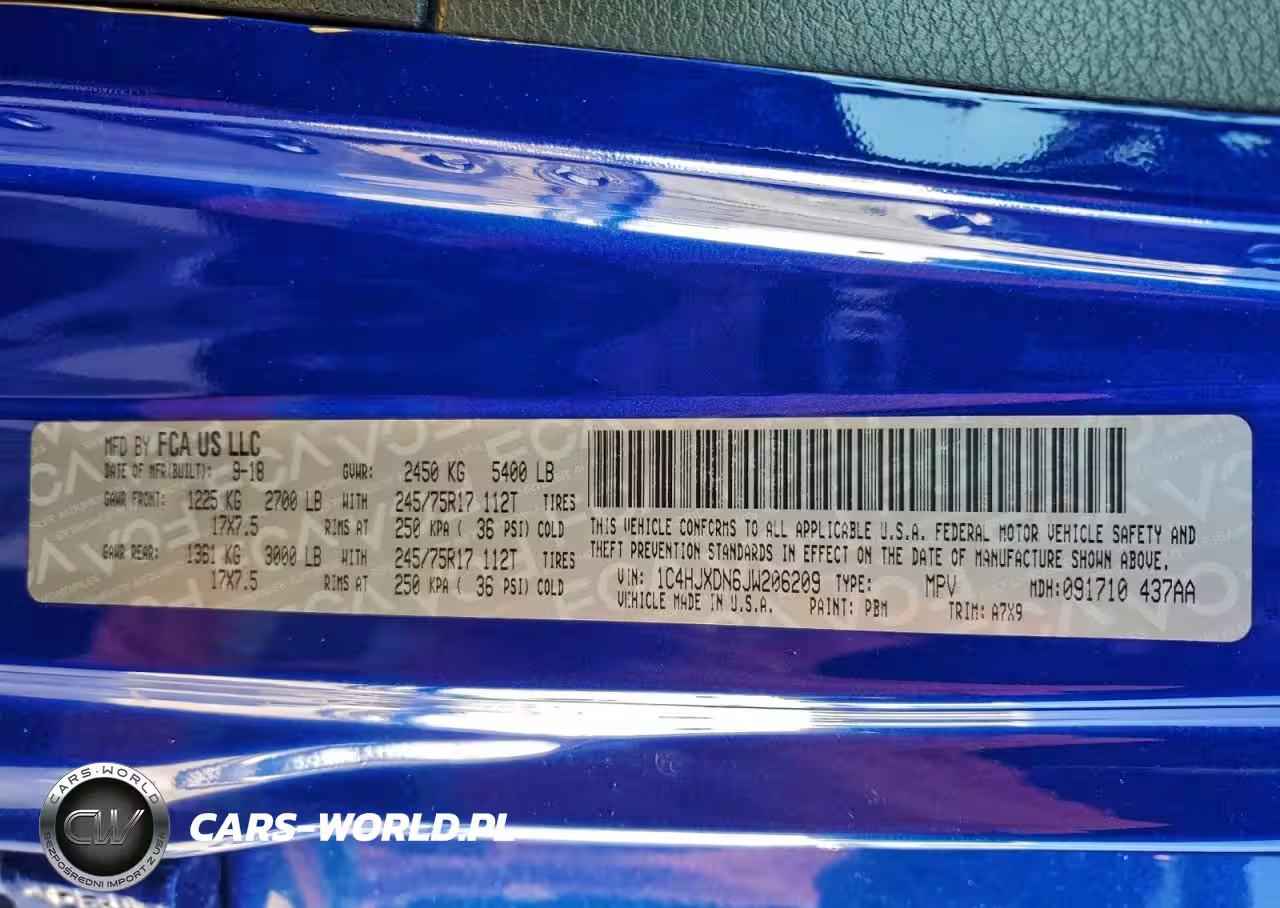 MFD BY FCA US LLC
DATE OF MFR(BUILT): 9-18 GVWR: 2450 KG 5400 LB
GAWR FRONT: 1225 KG 2700 LB WITH 245/75R17 112T TIRES
17X7.5 RIMS AT 250 KPA ( 36 PSI) COLD
GAWR REAR: 1361 KG 3000 LB WITH 245/75R17 112T TIRES
17X7.5 RIMS AT 250 KPA ( 36 PSI) COLD
THIS VEHICLE CONFORMS TO ALL APPLICABLE U.S.A. FEDERAL MOTOR VEHICLE SAFETY AND
THEFT PREVENTION STANDARDS IN EFFECT ON THE DATE OF MANUFACTURE SHOWN ABOVE.
VIN: 1C4HJXDN6JW206209 TYPE: MPV MDH:091710 437AA
VEHICLE MADE IN U.S.A. PAINT: PBM TRIM: A7X9
CARS-WORLD
CW
BEZPOŚREDNI IMPORT Z USA
CARS-WORLD.PL